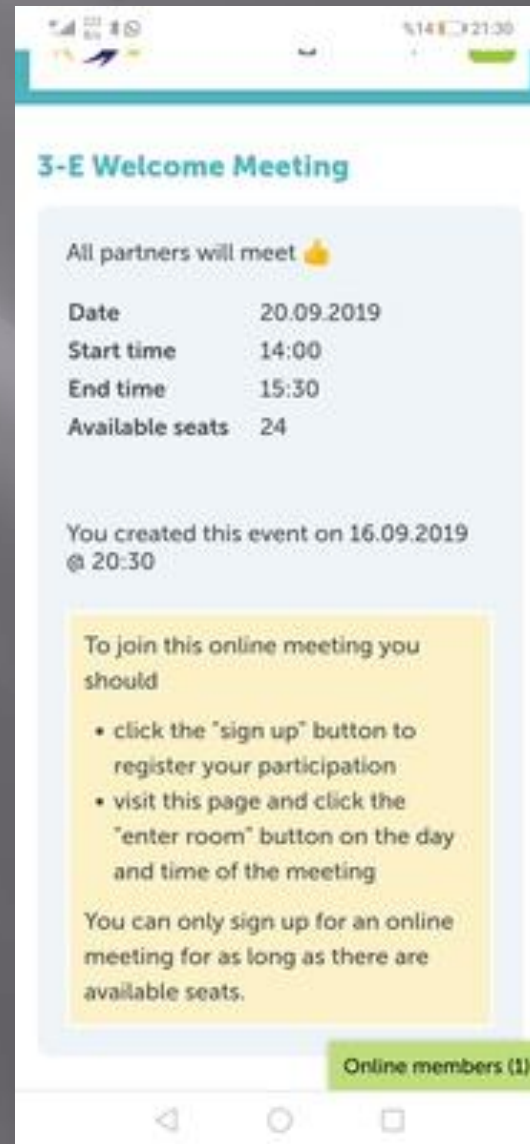 %14 21:30
3-E Welcome Meeting
All partners will meet 👍
Date 20.09.2019
Start time 14:00
End time 15:30
Available seats 24
You created this event on 16.09.2019
@ 20:30
To join this online meeting you
should
• click the "sign up" button to
register your participation
• visit this page and click the
"enter room" button on the day
and time of the meeting
You can only sign up for an online
meeting for as long as there are
available seats.
Online members (1)